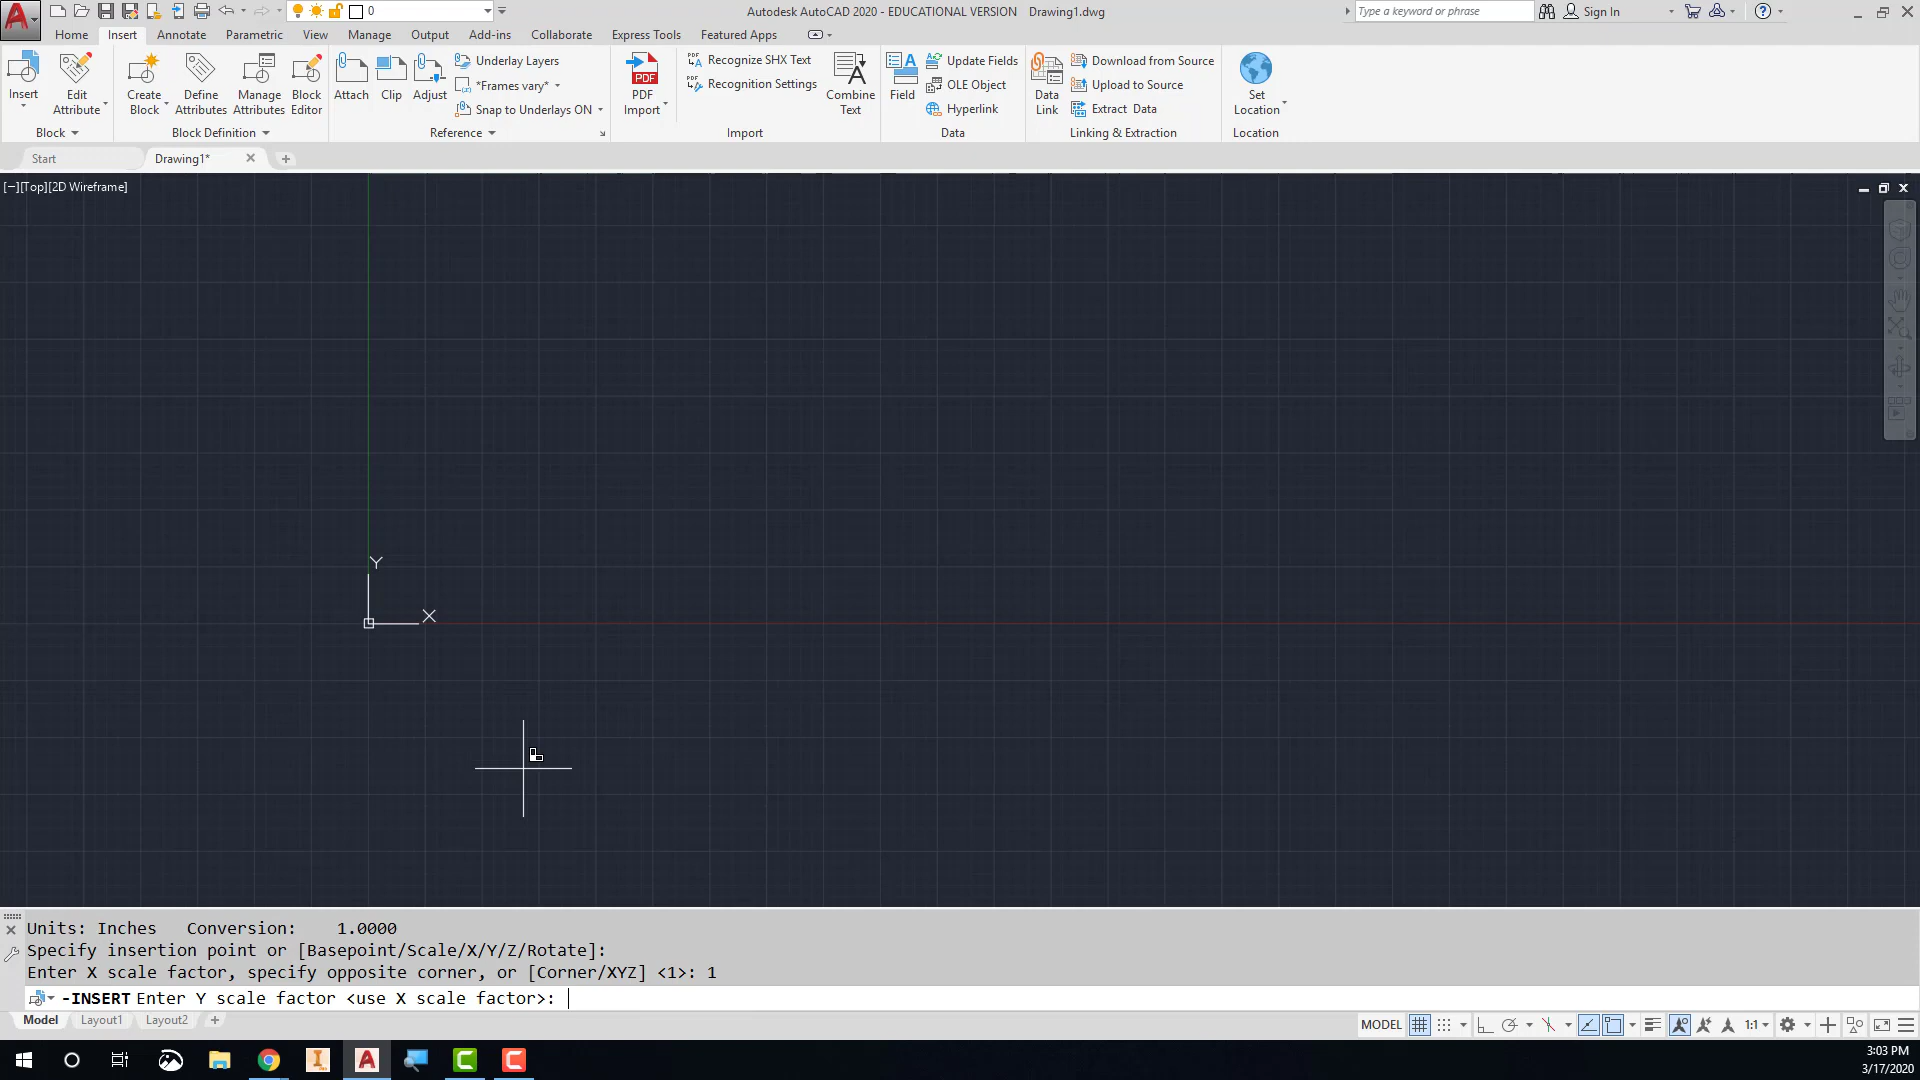 0
Autodesk AutoCAD 2020 - EDUCATIONAL VERSION Drawing1.dwg
Type a keyword or phrase
Sign In
Home Insert Annotate Parametric View Manage Output Add-ins Collaborate Express Tools Featured Apps
Insert
Edit
Attribute
Block
Create
Block
Define
Attributes
Manage
Attributes
Block
Editor
Block Definition
Attach
Clip
Adjust
Underlay Layers
*Frames vary*
Snap to Underlays ON
Reference
PDF
PDF
Import
Recognize SHX Text
Recognition Settings
Combine
Text
Import
Field
Update Fields
OLE Object
Hyperlink
Data
Data
Link
Download from Source
Upload to Source
Extract Data
Linking & Extraction
Set
Location
Location
Start
Drawing1*
[−][Top][2D Wireframe]
Y
X
Units: Inches Conversion: 1.0000
Specify insertion point or [Basepoint/Scale/X/Y/Z/Rotate]:
Enter X scale factor, specify opposite corner, or [Corner/XYZ] <1>: 1
-INSERT Enter Y scale factor <use X scale factor>:
Model Layout1 Layout2
MODEL
1:1
3:03 PM
3/17/2020